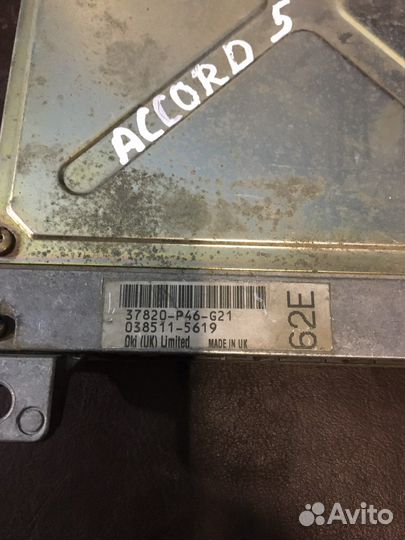 ACCORD 5
37820-P46-G21
038511-5619
Oki (UK) Limited MADE IN UK
62E
Avito